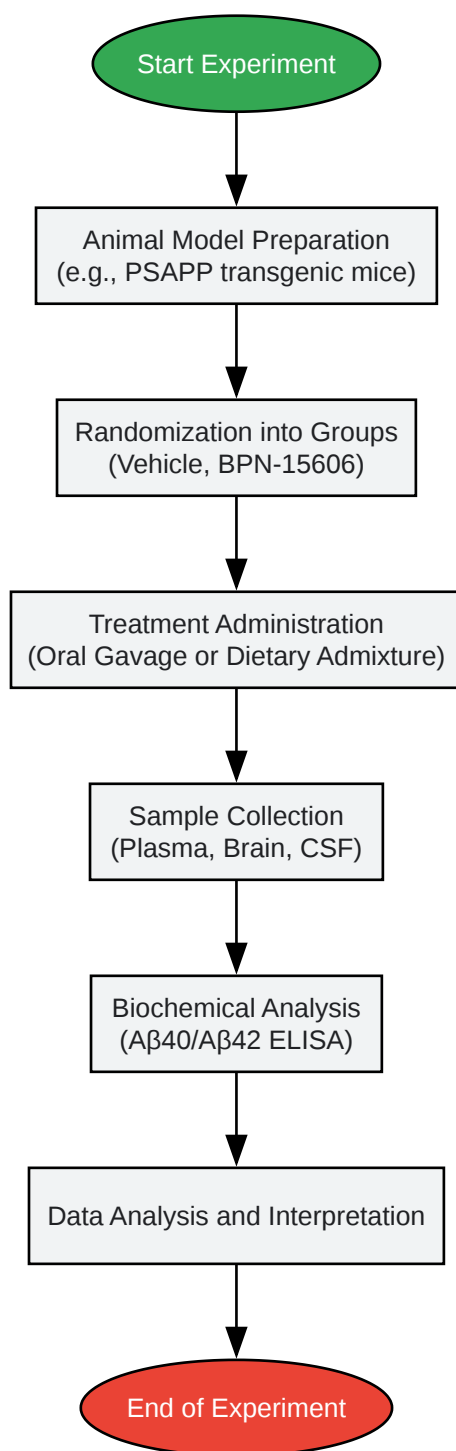 Start Experiment
Animal Model Preparation
(e.g., PSAPP transgenic mice)
Randomization into Groups
(Vehicle, BPN-15606)
Treatment Administration
(Oral Gavage or Dietary Admixture)
Sample Collection
(Plasma, Brain, CSF)
Biochemical Analysis
(Aβ40/Aβ42 ELISA)
Data Analysis and Interpretation
End of Experiment